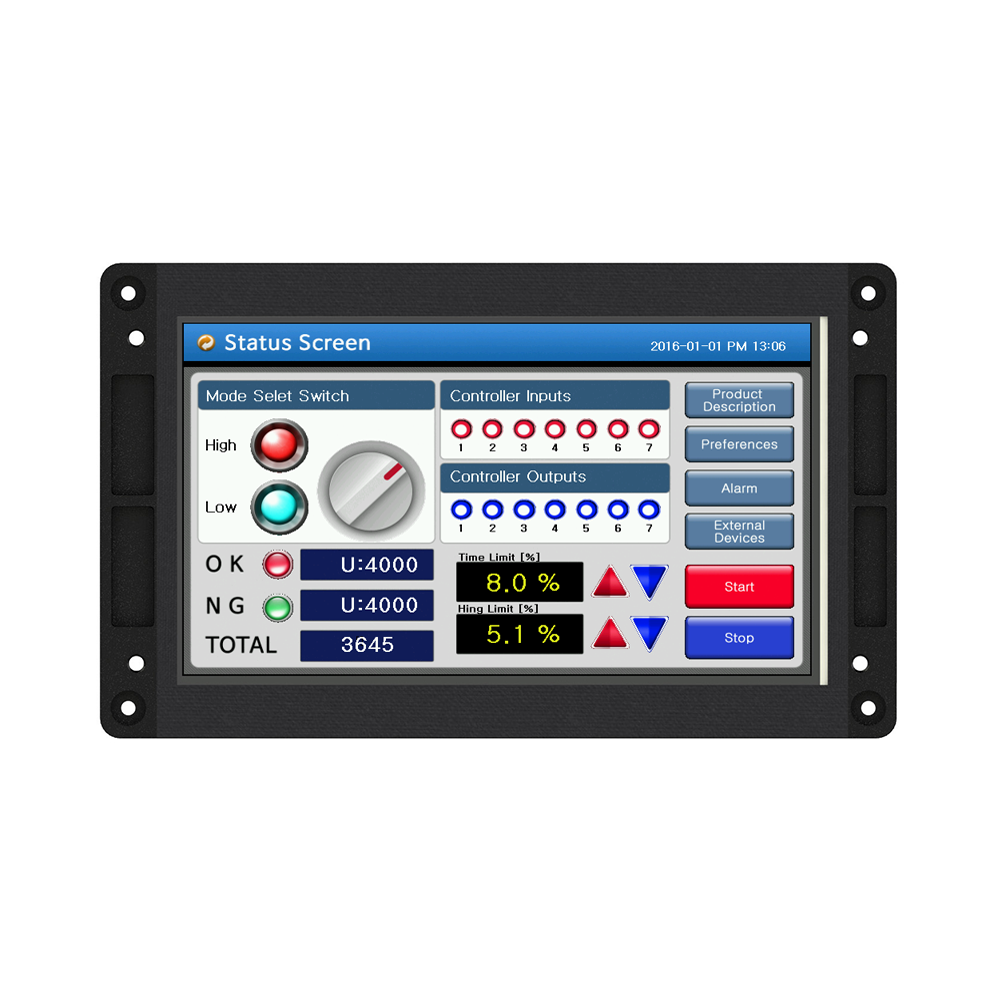 Status Screen
2016-01-01 PM 13:06
Mode Selet Switch
High
Low
Controller Inputs
1 2 3 4 5 6 7
Controller Outputs
1 2 3 4 5 6 7
Product
Description
Preferences
Alarm
External
Devices
OK
U:4000
NG
U:4000
TOTAL
3645
Time Limit [%]
8.0 %
Hing Limit [%]
5.1 %
Start
Stop